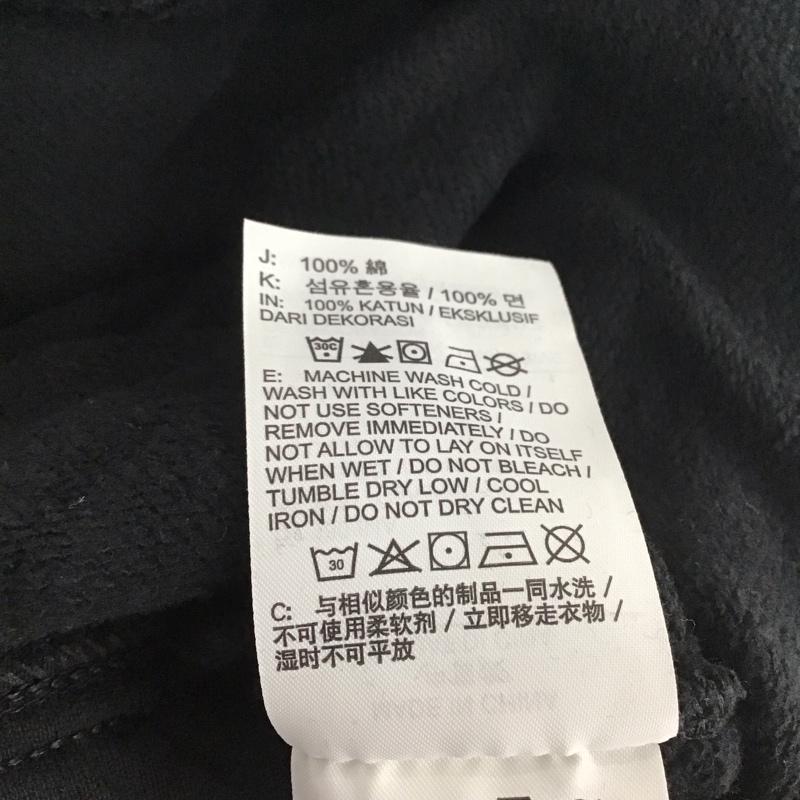 J: 100% 綿
K: 섬유혼용율 / 100% 면
IN: 100% KATUN / EKSKLUSIF
DARI DEKORASI
30C
E: MACHINE WASH COLD /
WASH WITH LIKE COLORS / DO
NOT USE SOFTENERS /
REMOVE IMMEDIATELY / DO
NOT ALLOW TO LAY ON ITSELF
WHEN WET / DO NOT BLEACH /
TUMBLE DRY LOW / COOL
IRON / DO NOT DRY CLEAN
30
C: 与相似颜色的制品一同水洗 /
不可使用柔软剂 / 立即移走衣物 /
湿时不可平放
MADE IN CHINA